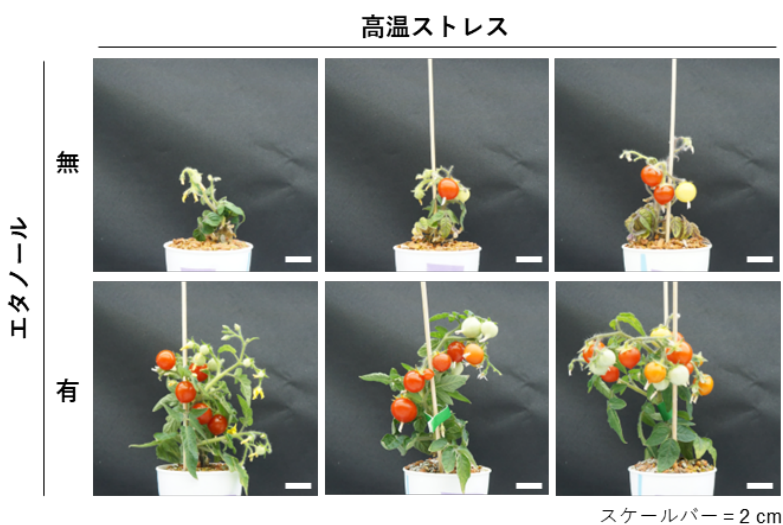 高温ストレス
エタノール
無
有
スケールバー = 2 cm